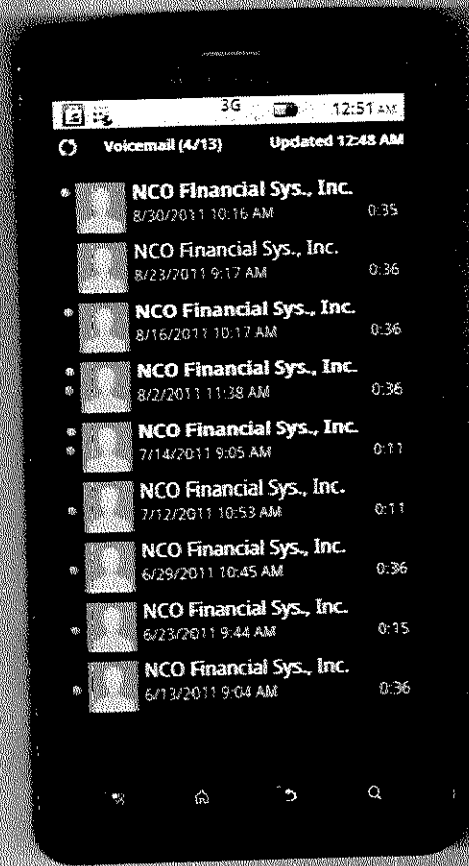 3G 12:51 AM
Voicemail (4/13) Updated 12:48 AM
NCO Financial Sys., Inc.
8/30/2011 10:16 AM 0:35
NCO Financial Sys., Inc.
8/23/2011 9:17 AM 0:36
NCO Financial Sys., Inc.
8/16/2011 10:17 AM 0:36
NCO Financial Sys., Inc.
8/2/2011 11:38 AM 0:36
NCO Financial Sys., Inc.
7/14/2011 9:05 AM 0:11
NCO Financial Sys., Inc.
7/12/2011 10:53 AM 0:11
NCO Financial Sys., Inc.
6/29/2011 10:45 AM 0:36
NCO Financial Sys., Inc.
6/23/2011 9:44 AM 0:15
NCO Financial Sys., Inc.
6/13/2011 9:04 AM 0:36